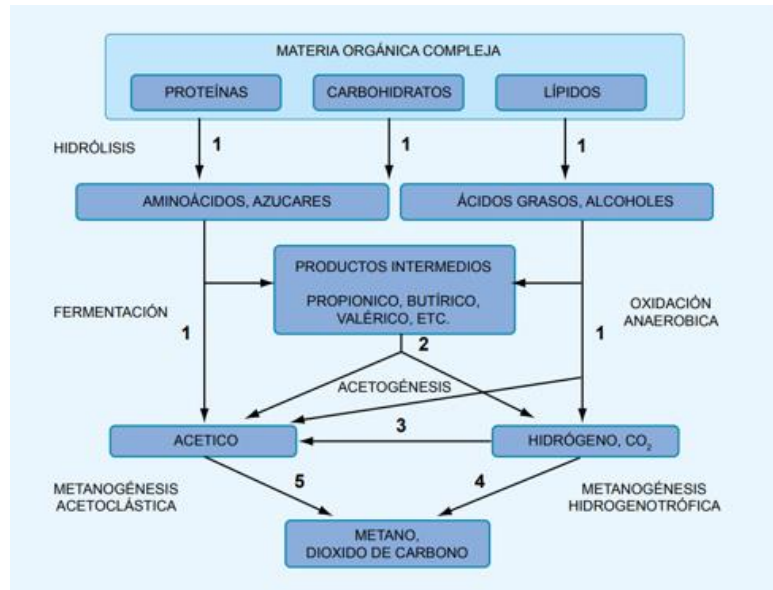 MATERIA ORGÁNICA COMPLEJA
PROTEÍNAS
CARBOHIDRATOS
LÍPIDOS
HIDRÓLISIS
1
1
1
AMINOÁCIDOS, AZUCARES
ÁCIDOS GRASOS, ALCOHOLES
PRODUCTOS INTERMEDIOS
PROPIONICO, BUTÍRICO,
VALÉRICO, ETC.
FERMENTACIÓN
1
2
1
OXIDACIÓN
ANAEROBICA
ACETOGÉNESIS
ACETICO
3
HIDRÓGENO, CO₂
METANOGÉNESIS
ACETOCLÁSTICA
5
4
METANOGÉNESIS
HIDROGENOTRÓFICA
METANO,
DIOXIDO DE CARBONO